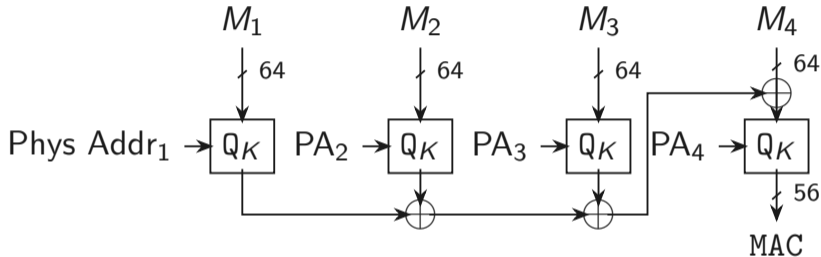 M1 M2 M3 M4
64 64 64 64
Phys Addr1 QK PA2 QK PA3 QK PA4 QK
56
MAC